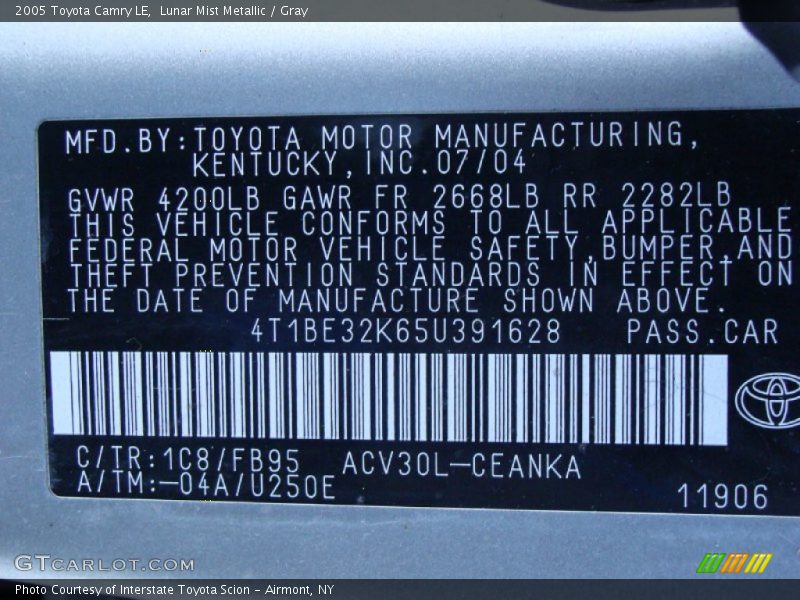 2005 Toyota Camry LE, Lunar Mist Metallic / Gray
MFD.BY:TOYOTA MOTOR MANUFACTURING,
KENTUCKY,INC.07/04
GVWR 4200LB GAWR FR 2668LB RR 2282LB
THIS VEHICLE CONFORMS TO ALL APPLICABLE
FEDERAL MOTOR VEHICLE SAFETY,BUMPER,AND
THEFT PREVENTION STANDARDS IN EFFECT ON
THE DATE OF MANUFACTURE SHOWN ABOVE.
4T1BE32K65U391628 PASS.CAR
C/TR:1C8/FB95 ACV30L-CEANKA
A/TM:-04A/U250E
11906
GTCARLOT.COM
Photo Courtesy of Interstate Toyota Scion - Airmont, NY